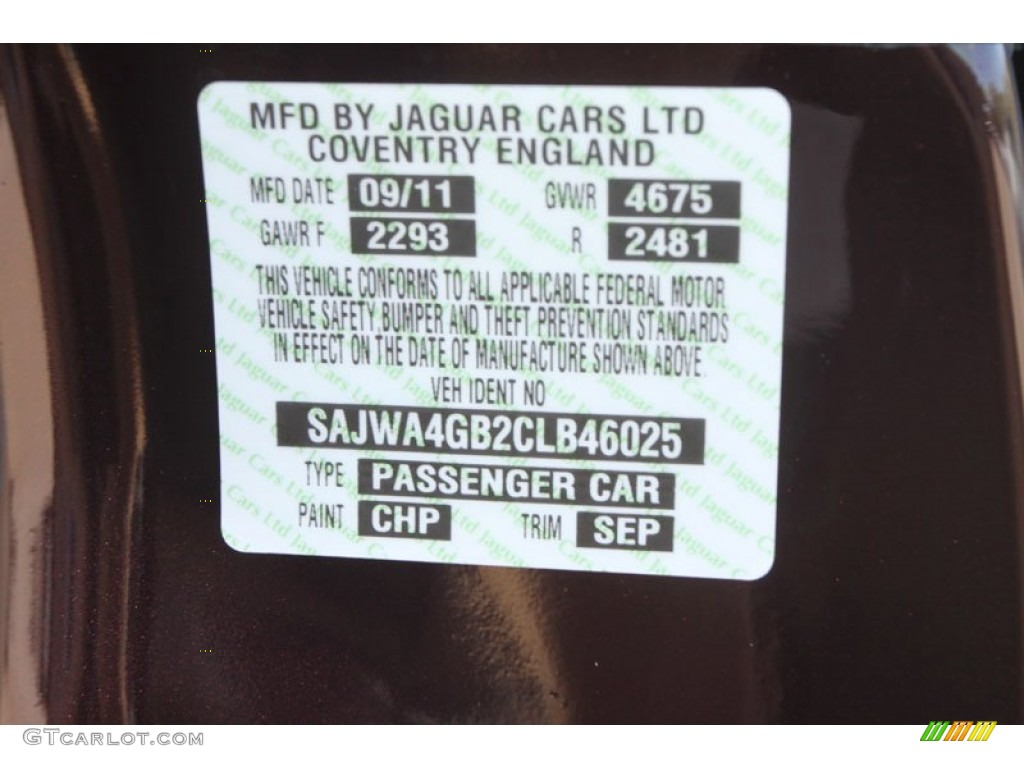 MFD BY JAGUAR CARS LTD
COVENTRY ENGLAND
MFD DATE 09/11 GVWR 4675
GAWR F 2293 R 2481
THIS VEHICLE CONFORMS TO ALL APPLICABLE FEDERAL MOTOR
VEHICLE SAFETY,BUMPER AND THEFT PREVENTION STANDARDS
IN EFFECT ON THE DATE OF MANUFACTURE SHOWN ABOVE.
VEH IDENT NO
SAJWA4GB2CLB46025
TYPE PASSENGER CAR
PAINT CHP TRIM SEP
GTCARLOT.COM